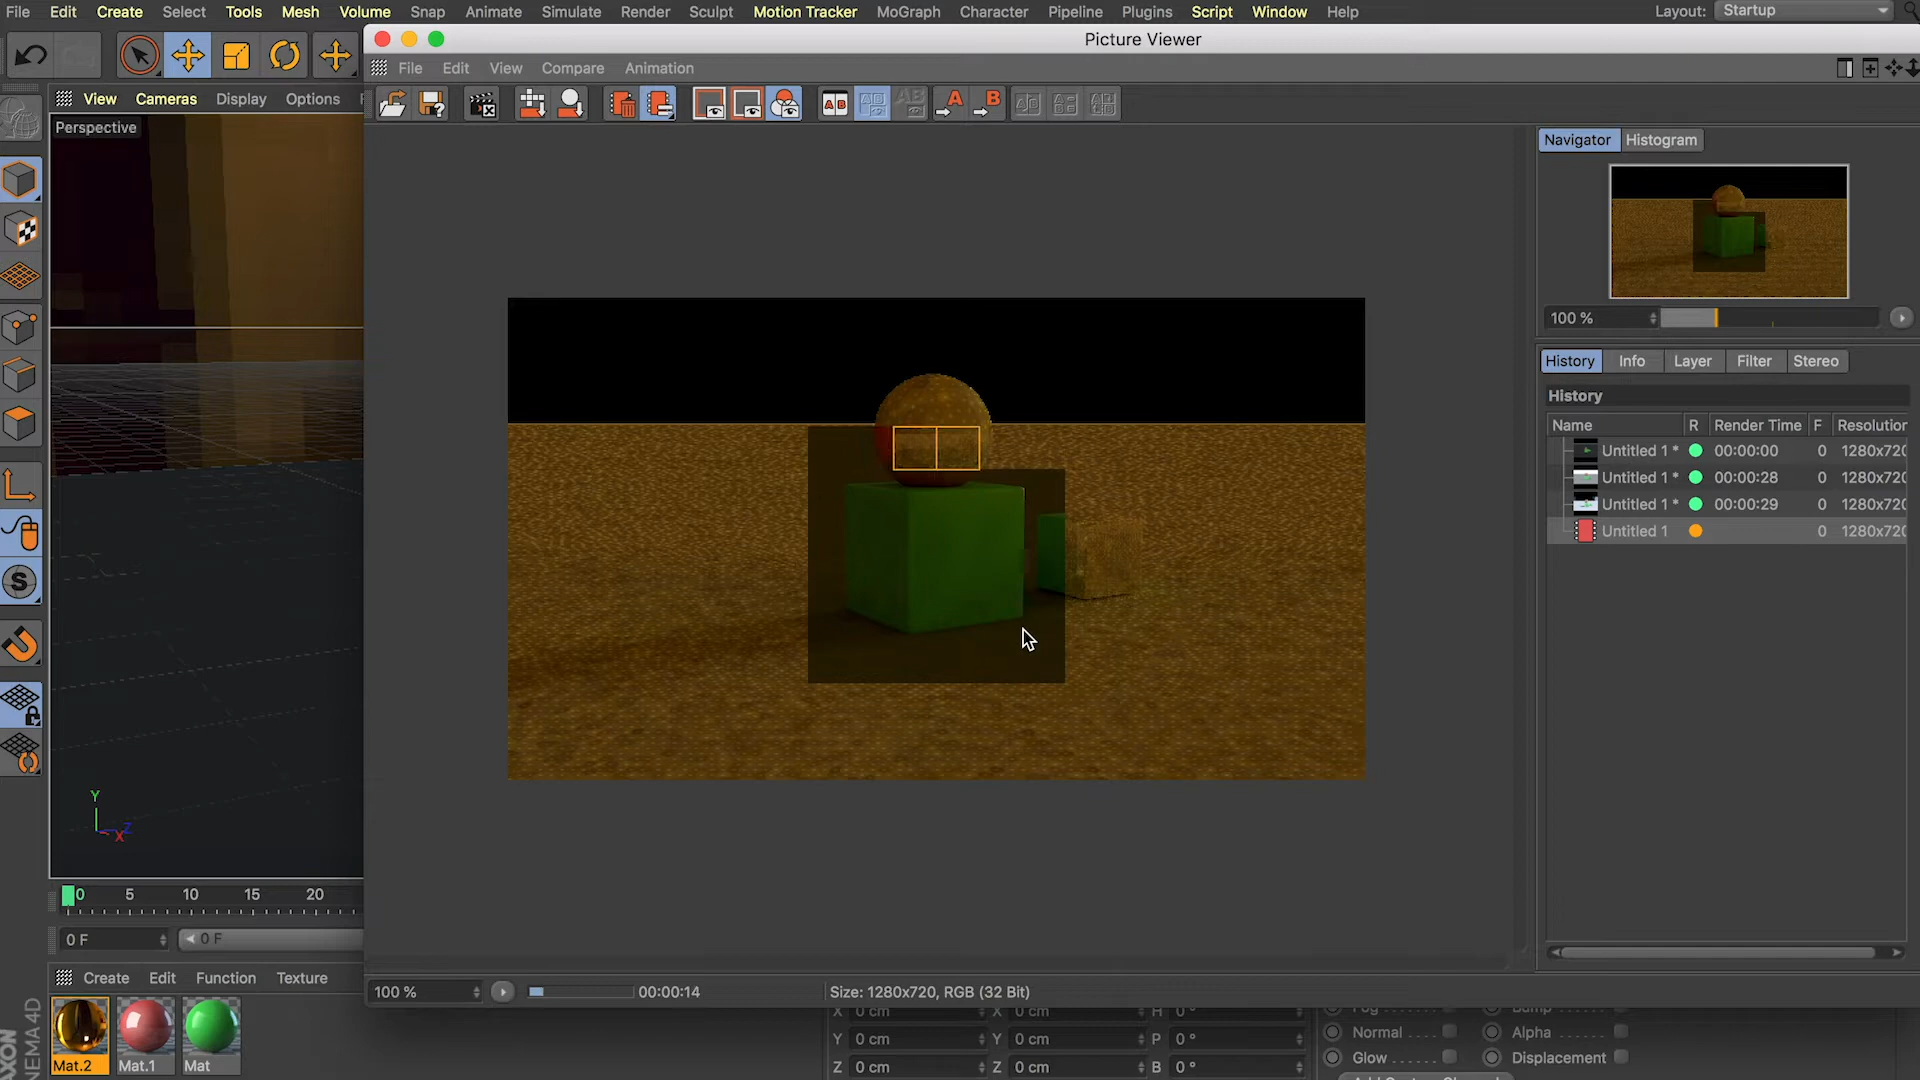 File Edit Create Select Tools Mesh Volume Snap Animate Simulate Render Sculpt Motion Tracker MoGraph Character Pipeline Plugins Script Window Help Layout: Startup
Picture Viewer
File Edit View Compare Animation
View Cameras Display Options
Perspective
Navigator Histogram
100 %
History Info Layer Filter Stereo
History
Name R Render Time F Resolution
Untitled 1 * 00:00:00 0 1280x720
Untitled 1 * 00:00:28 0 1280x720
Untitled 1 * 00:00:29 0 1280x720
Untitled 1 0 1280x720
Y
Z
X
0 5 10 15 20
0 F 0 F
Create Edit Function Texture
100 % 00:00:14 Size: 1280x720, RGB (32 Bit)
X 0 cm X 0 cm H 0 °
Y 0 cm Y 0 cm P 0 °
Z 0 cm Z 0 cm B 0 °
Normal Alpha
Glow Displacement
Mat.2 Mat.1 Mat